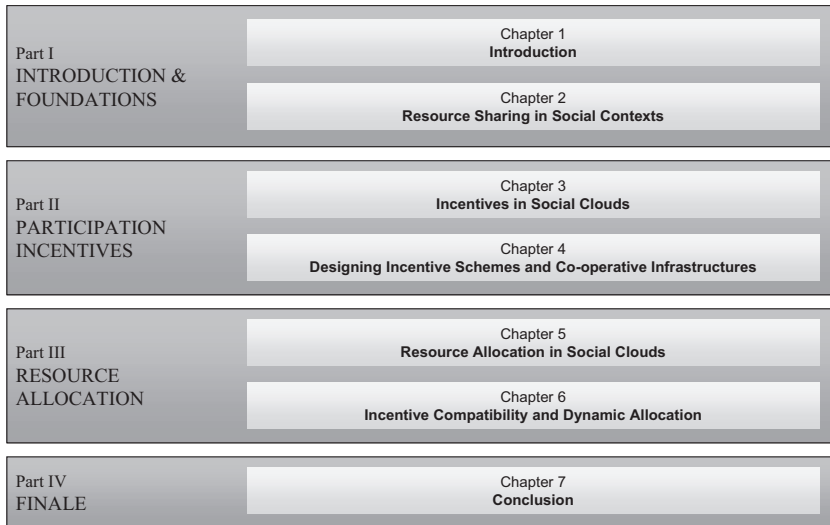 Part I
INTRODUCTION &
FOUNDATIONS
Chapter 1
Introduction
Chapter 2
Resource Sharing in Social Contexts
Part II
PARTICIPATION
INCENTIVES
Chapter 3
Incentives in Social Clouds
Chapter 4
Designing Incentive Schemes and Co-operative Infrastructures
Part III
RESOURCE
ALLOCATION
Chapter 5
Resource Allocation in Social Clouds
Chapter 6
Incentive Compatibility and Dynamic Allocation
Part IV
FINALE
Chapter 7
Conclusion